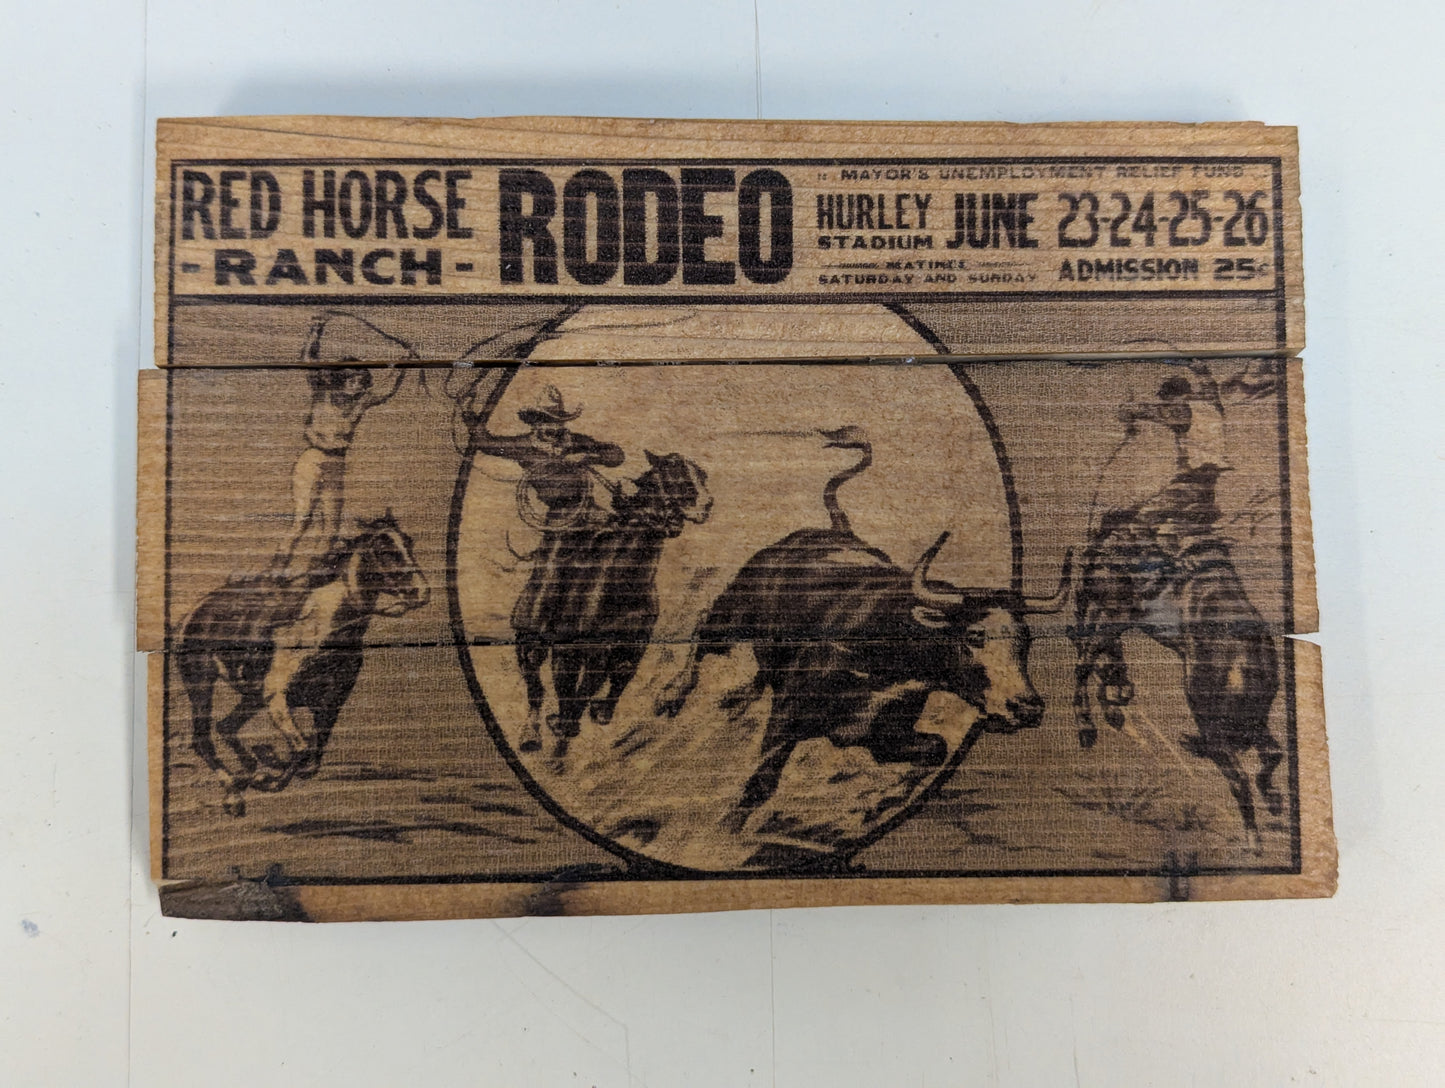 RED HORSE
- RANCH -
RODEO
:: MAYOR'S UNEMPLOYMENT RELIEF FUND ::
HURLEY
STADIUM
JUNE
23-24-25-26
MATINEE
SATURDAY AND SUNDAY
ADMISSION 25¢